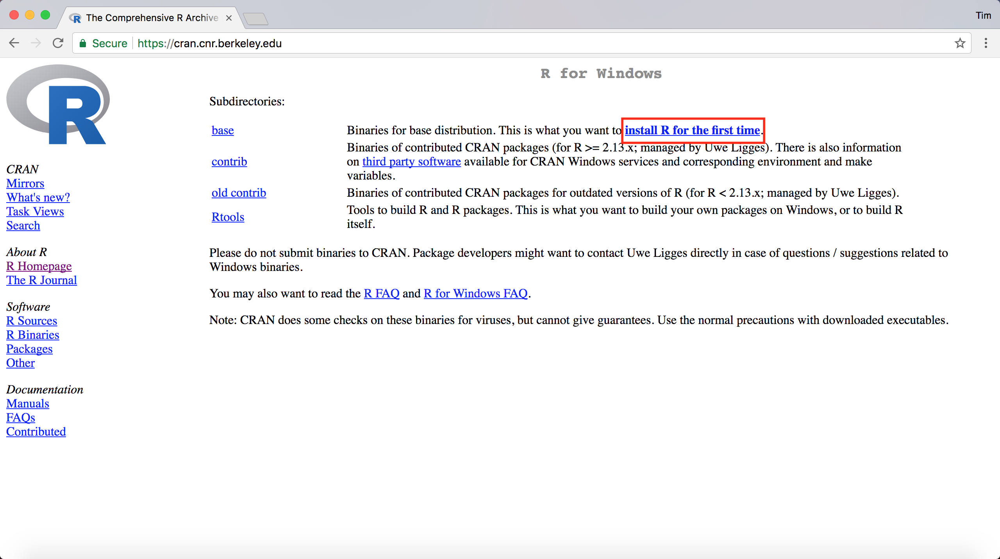 The Comprehensive R Archive
Tim
Secure
https://cran.cnr.berkeley.edu
R
CRAN
Mirrors
What's new?
Task Views
Search
About R
R Homepage
The R Journal
Software
R Sources
R Binaries
Packages
Other
Documentation
Manuals
FAQs
Contributed
R for Windows
Subdirectories:
base
Binaries for base distribution. This is what you want to install R for the first time.
contrib
Binaries of contributed CRAN packages (for R >= 2.13.x; managed by Uwe Ligges). There is also information
on third party software available for CRAN Windows services and corresponding environment and make
variables.
old contrib
Binaries of contributed CRAN packages for outdated versions of R (for R < 2.13.x; managed by Uwe Ligges).
Rtools
Tools to build R and R packages. This is what you want to build your own packages on Windows, or to build R
itself.
Please do not submit binaries to CRAN. Package developers might want to contact Uwe Ligges directly in case of questions / suggestions related to
Windows binaries.
You may also want to read the R FAQ and R for Windows FAQ.
Note: CRAN does some checks on these binaries for viruses, but cannot give guarantees. Use the normal precautions with downloaded executables.